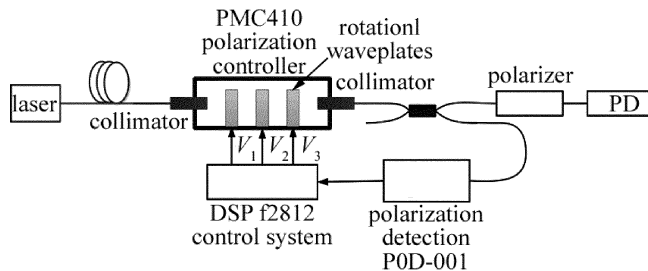 PMC410
polarization
controller
rotationl
waveplates
collimator
laser
collimator
polarizer
PD
V1
V2
V3
DSP f2812
control system
polarization
detection
P0D-001